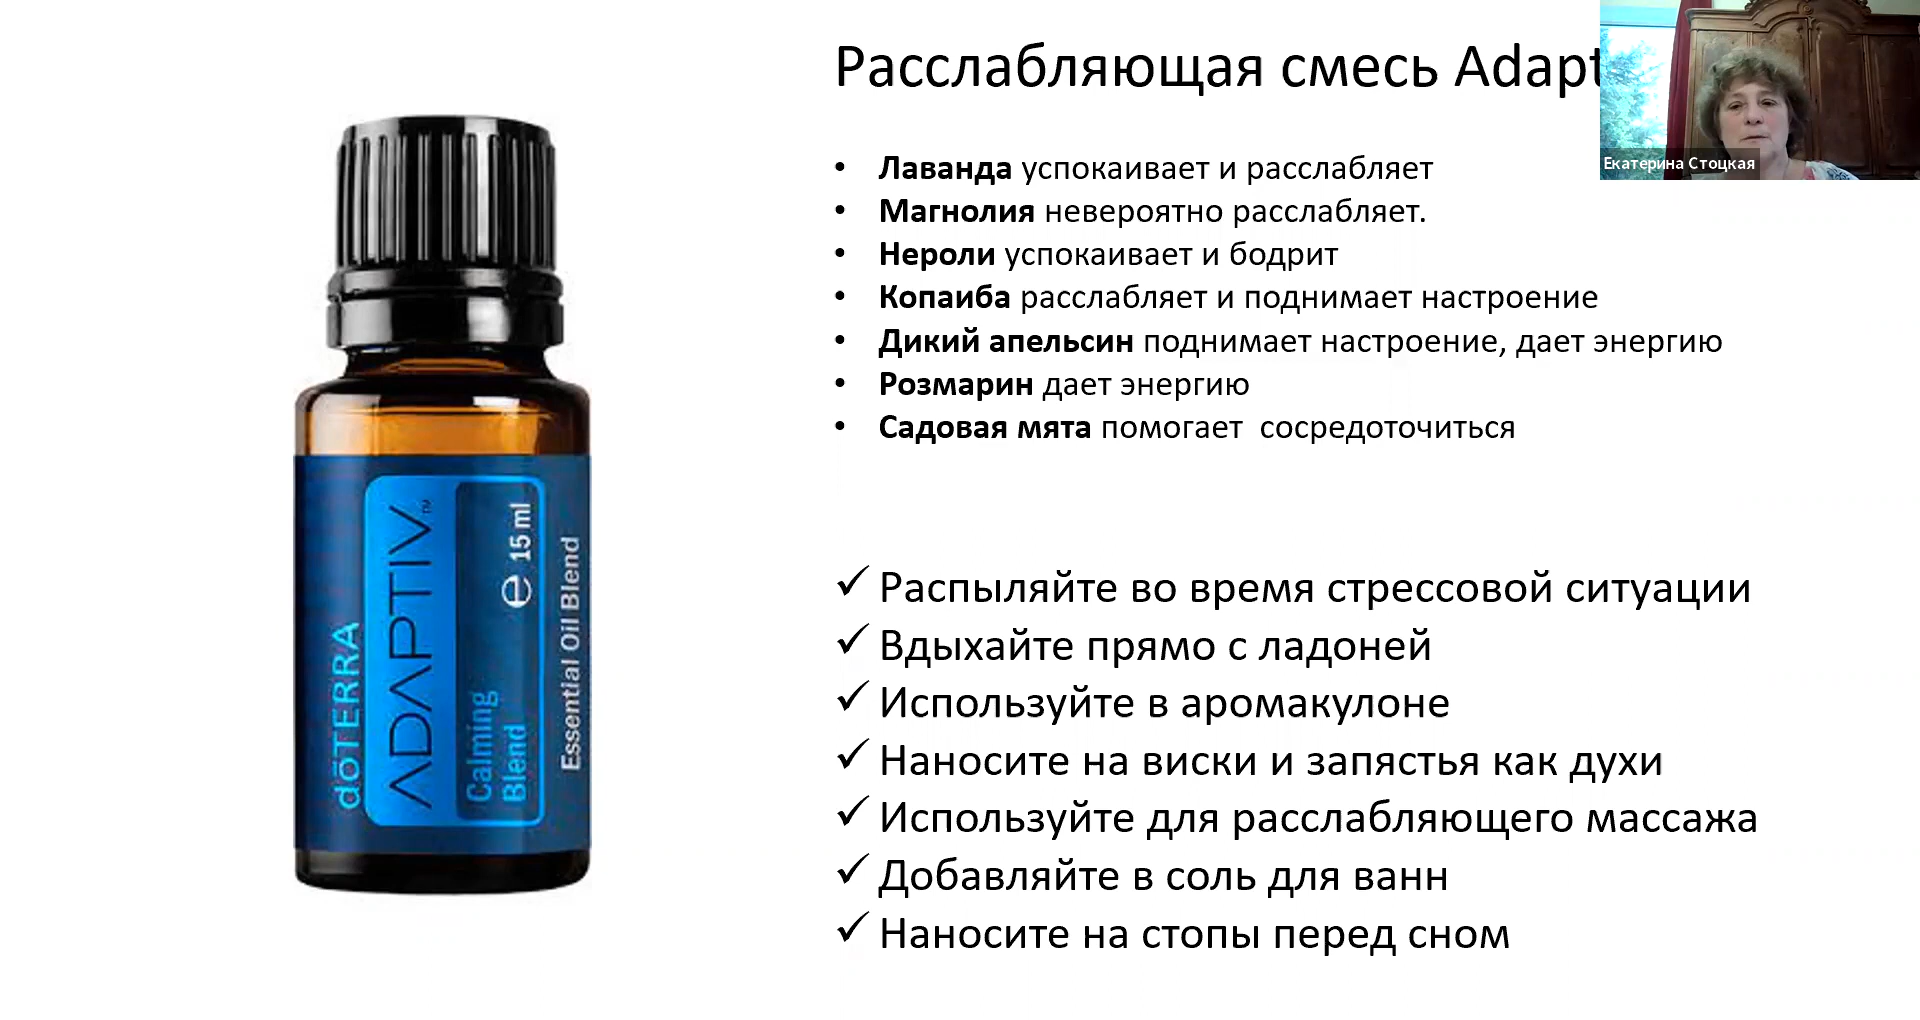 Расслабляющая смесь Adapt
Екатерина Стоцкая
• Лаванда успокаивает и расслабляет
• Магнолия невероятно расслабляет.
• Нероли успокаивает и бодрит
• Копаиба расслабляет и поднимает настроение
• Дикий апельсин поднимает настроение, дает энергию
• Розмарин дает энергию
• Садовая мята помогает  сосредоточиться
dōTERRA
ADAPTIV™
Calming
Blend
℮ 15 ml
Essential Oil Blend
✓ Распыляйте во время стрессовой ситуации
✓ Вдыхайте прямо с ладоней
✓ Используйте в аромакулоне
✓ Наносите на виски и запястья как духи
✓ Используйте для расслабляющего массажа
✓ Добавляйте в соль для ванн
✓ Наносите на стопы перед сном